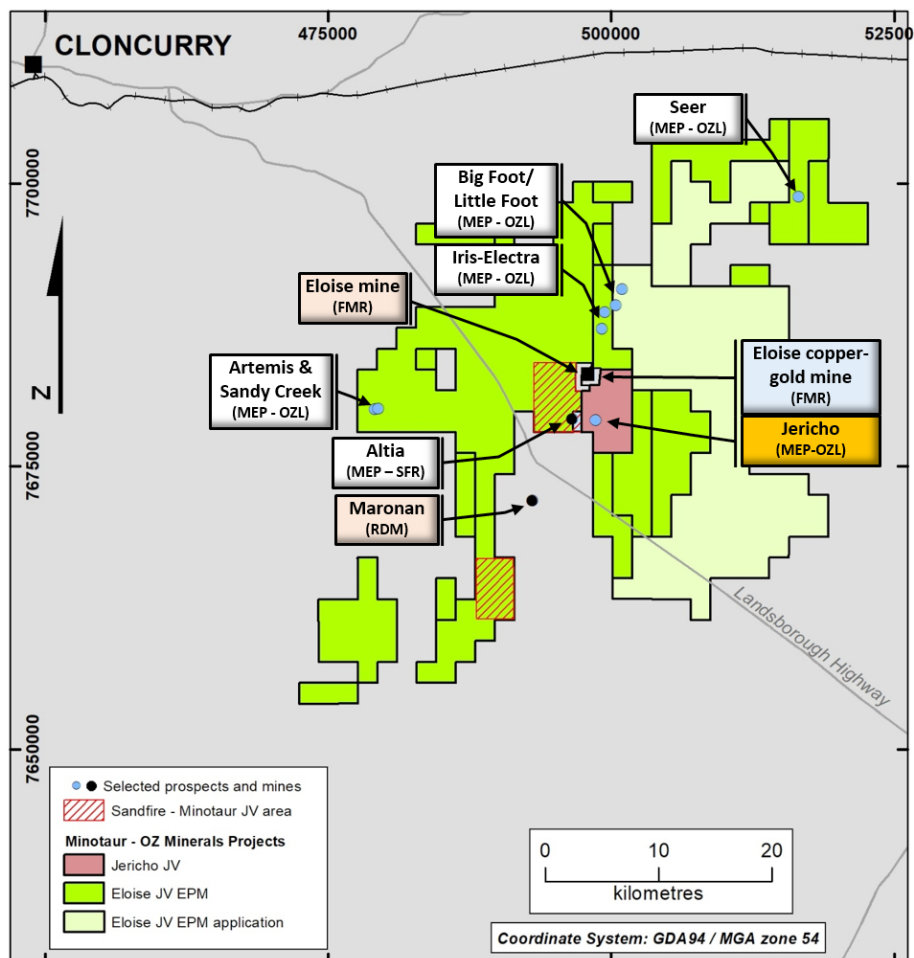 475000
500000
52500
CLONCURRY
Seer
(MEP - OZL)
7700000
Big Foot/
Little Foot
(MEP - OZL)
Iris-Electra
(MEP - OZL)
Eloise mine
(FMR)
Artemis &
Sandy Creek
(MEP - OZL)
Eloise copper-
gold mine
(FMR)
Jericho
(MEP-OZL)
N
Altia
(MEP – SFR)
7675000
Maronan
(RDM)
Landsborough Highway
7650000
Selected prospects and mines
Sandfire - Minotaur JV area
Minotaur - OZ Minerals Projects
Jericho JV
Eloise JV EPM
Eloise JV EPM application
0 10 20
kilometres
Coordinate System: GDA94 / MGA zone 54